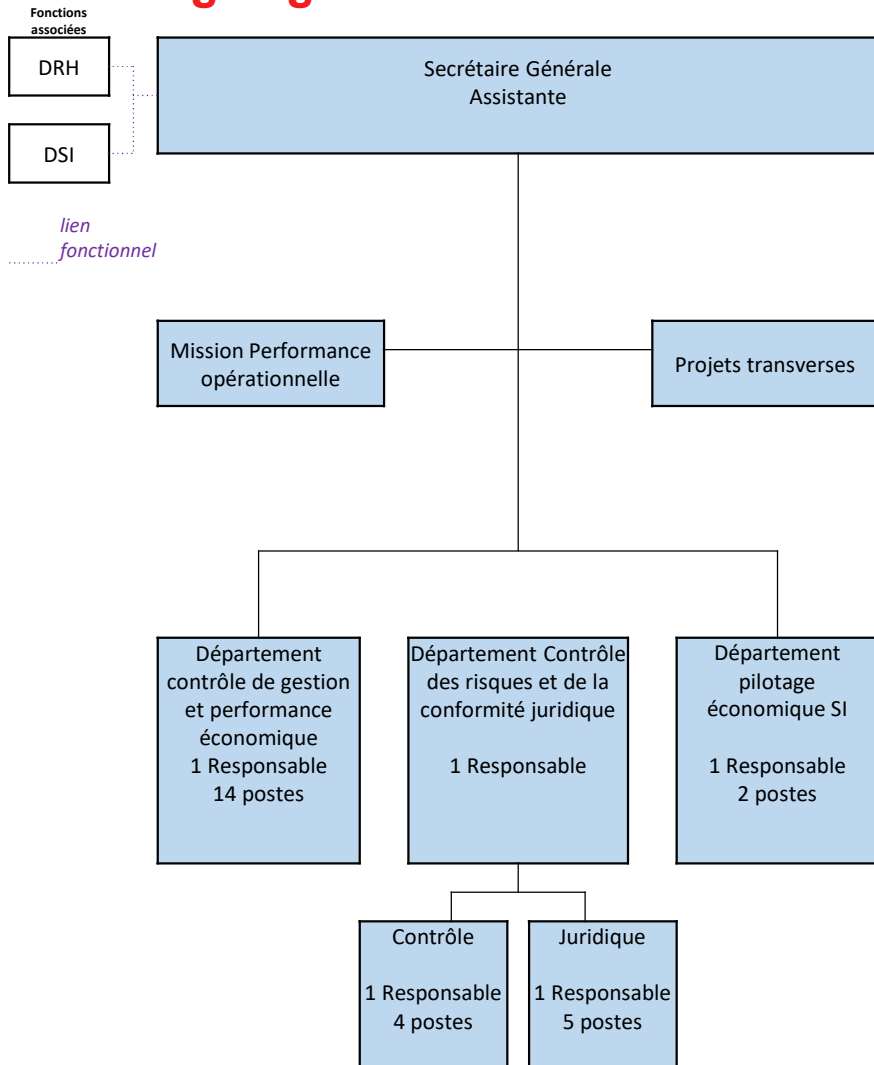 Fonctions
associées
DRH
DSI
Secrétaire Générale
Assistante
lien
fonctionnel
Mission Performance
opérationnelle
Projets transverses
Département
contrôle de gestion
et performance
économique
1 Responsable
14 postes
Département Contrôle
des risques et de la
conformité juridique
1 Responsable
Département
pilotage
économique SI
1 Responsable
2 postes
Contrôle
1 Responsable
4 postes
Juridique
1 Responsable
5 postes